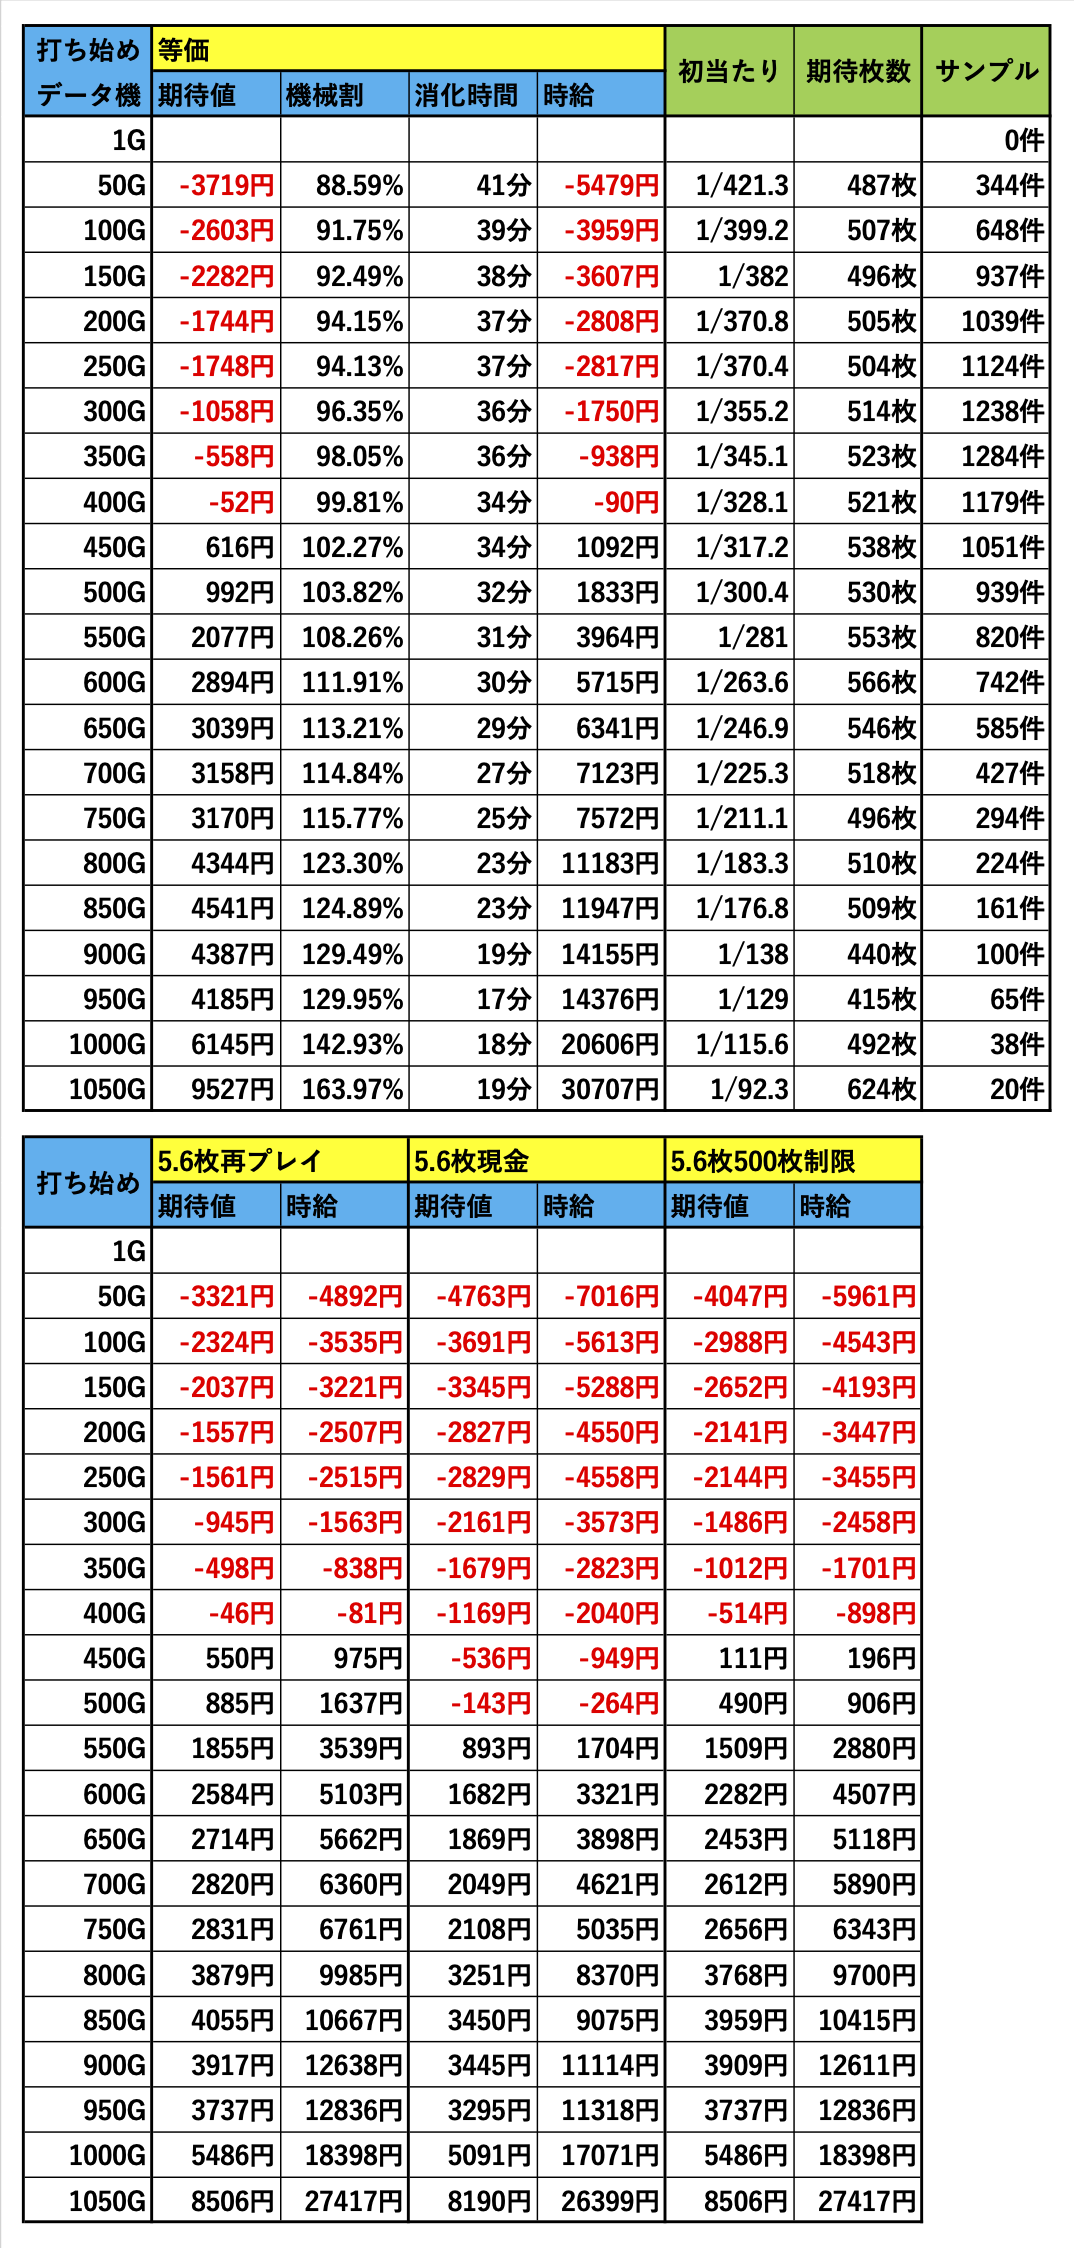 打ち始め 等価 初当たり 期待枚数 サンプル
データ機 期待値 機械割 消化時間 時給
1G 0件
50G -3719円 88.59% 41分 -5479円 1/421.3 487枚 344件
100G -2603円 91.75% 39分 -3959円 1/399.2 507枚 648件
150G -2282円 92.49% 38分 -3607円 1/382 496枚 937件
200G -1744円 94.15% 37分 -2808円 1/370.8 505枚 1039件
250G -1748円 94.13% 37分 -2817円 1/370.4 504枚 1124件
300G -1058円 96.35% 36分 -1750円 1/355.2 514枚 1238件
350G -558円 98.05% 36分 -938円 1/345.1 523枚 1284件
400G -52円 99.81% 34分 -90円 1/328.1 521枚 1179件
450G 616円 102.27% 34分 1092円 1/317.2 538枚 1051件
500G 992円 103.82% 32分 1833円 1/300.4 530枚 939件
550G 2077円 108.26% 31分 3964円 1/281 553枚 820件
600G 2894円 111.91% 30分 5715円 1/263.6 566枚 742件
650G 3039円 113.21% 29分 6341円 1/246.9 546枚 585件
700G 3158円 114.84% 27分 7123円 1/225.3 518枚 427件
750G 3170円 115.77% 25分 7572円 1/211.1 496枚 294件
800G 4344円 123.30% 23分 11183円 1/183.3 510枚 224件
850G 4541円 124.89% 23分 11947円 1/176.8 509枚 161件
900G 4387円 129.49% 19分 14155円 1/138 440枚 100件
950G 4185円 129.95% 17分 14376円 1/129 415枚 65件
1000G 6145円 142.93% 18分 20606円 1/115.6 492枚 38件
1050G 9527円 163.97% 19分 30707円 1/92.3 624枚 20件
打ち始め 5.6枚再プレイ 5.6枚現金 5.6枚500枚制限
期待値 時給 期待値 時給 期待値 時給
1G
50G -3321円 -4892円 -4763円 -7016円 -4047円 -5961円
100G -2324円 -3535円 -3691円 -5613円 -2988円 -4543円
150G -2037円 -3221円 -3345円 -5288円 -2652円 -4193円
200G -1557円 -2507円 -2827円 -4550円 -2141円 -3447円
250G -1561円 -2515円 -2829円 -4558円 -2144円 -3455円
300G -945円 -1563円 -2161円 -3573円 -1486円 -2458円
350G -498円 -838円 -1679円 -2823円 -1012円 -1701円
400G -46円 -81円 -1169円 -2040円 -514円 -898円
450G 550円 975円 -536円 -949円 111円 196円
500G 885円 1637円 -143円 -264円 490円 906円
550G 1855円 3539円 893円 1704円 1509円 2880円
600G 2584円 5103円 1682円 3321円 2282円 4507円
650G 2714円 5662円 1869円 3898円 2453円 5118円
700G 2820円 6360円 2049円 4621円 2612円 5890円
750G 2831円 6761円 2108円 5035円 2656円 6343円
800G 3879円 9985円 3251円 8370円 3768円 9700円
850G 4055円 10667円 3450円 9075円 3959円 10415円
900G 3917円 12638円 3445円 11114円 3909円 12611円
950G 3737円 12836円 3295円 11318円 3737円 12836円
1000G 5486円 18398円 5091円 17071円 5486円 18398円
1050G 8506円 27417円 8190円 26399円 8506円 27417円